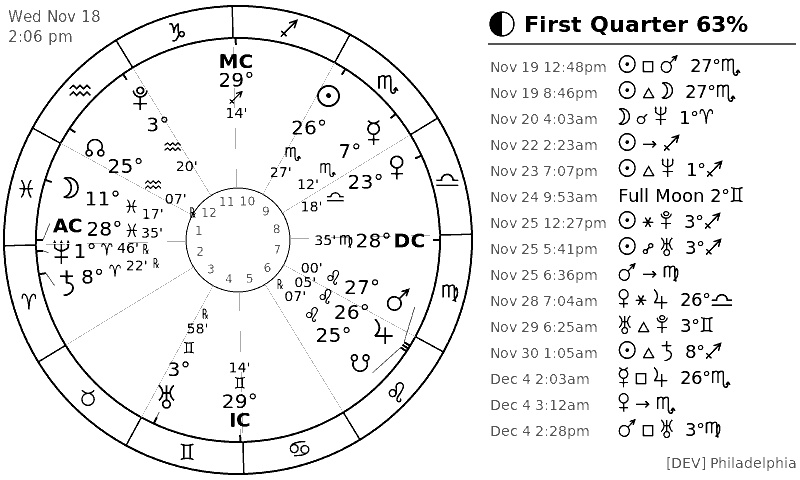 Wed Nov 18
2:06 pm
First Quarter 63%
MC
29°
♐
14'
☉
26°
♏
27'
☿
7°
♏
12'
♀
23°
♎
18'
♇
3°
♒
20'
☊
25°
♒
07' ℞
☽ 11° ♓ 17'
AC 28° ♓ 35'
♆ 1° ♈ 46' ℞
♄ 8° ♈ 22' ℞
35' ♍ 28° DC
00' ♌ 27° ♂
05' ♌ 26° ♃
℞ 07' ♌ 25° ☋
℞
58'
♊
3°
♅
14'
♊
29°
IC
1 2 3 4 5 6 7 8 9 10 11 12
♑ ♐ ♏ ♎ ♍ ♌ ♋ ♊ ♉ ♈ ♓ ♒
Nov 19 12:48pm ☉ □ ♂ 27°♏
Nov 19 8:46pm ☉ △ ☽ 27°♏
Nov 20 4:03am ☽ ☌ ♆ 1°♈
Nov 22 2:23am ☉ → ♐
Nov 23 7:07pm ☉ △ ♆ 1°♐
Nov 24 9:53am Full Moon 2°♊
Nov 25 12:27pm ☉ ⚹ ♇ 3°♐
Nov 25 5:41pm ☉ ☍ ♅ 3°♐
Nov 25 6:36pm ♂ → ♍
Nov 28 7:04am ♀ ⚹ ♃ 26°♎
Nov 29 6:25am ♅ △ ♇ 3°♊
Nov 30 1:05am ☉ △ ♄ 8°♐
Dec 4 2:03am ☿ □ ♃ 26°♏
Dec 4 3:12am ♀ → ♏
Dec 4 2:28pm ♂ □ ♅ 3°♍
[DEV] Philadelphia